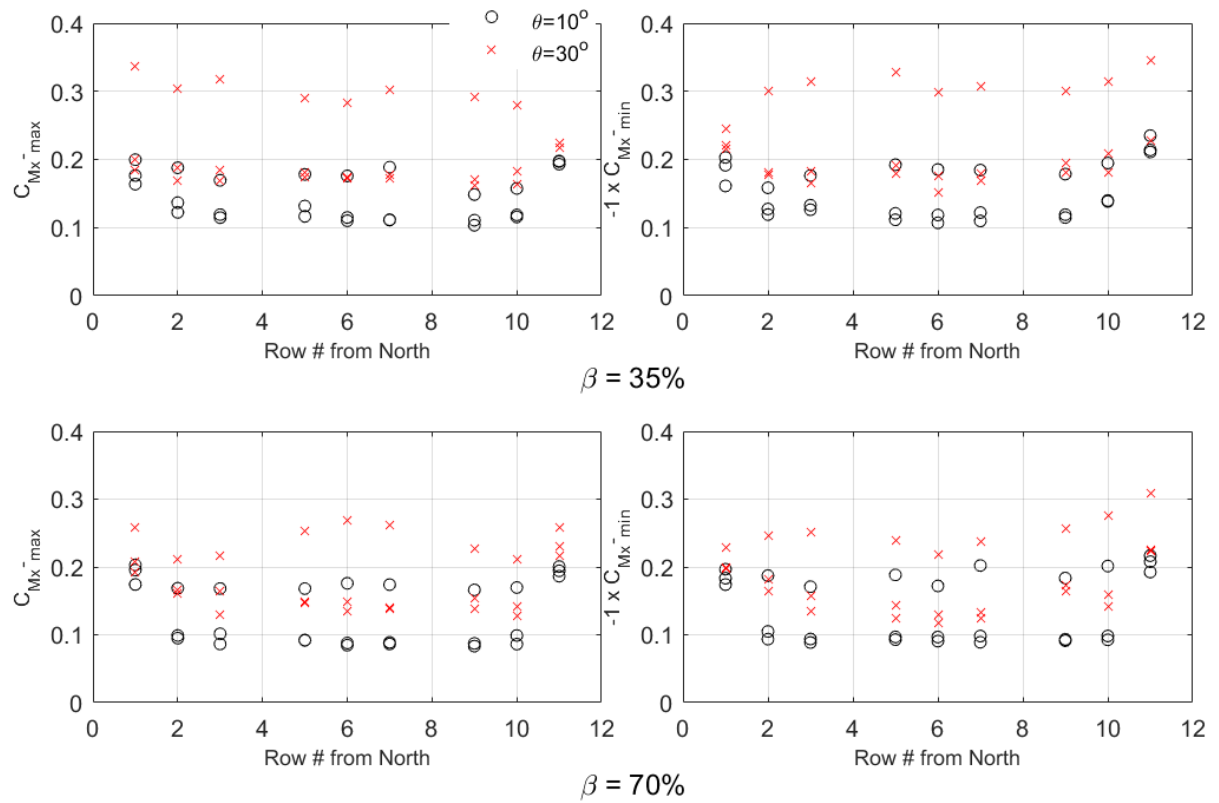 θ=10°
θ=30°
C_Mx-max
0.4
0.3
0.2
0.1
0
0 2 4 6 8 10 12
Row # from North
-1 x C_Mx-min
0.4
0.3
0.2
0.1
0
0 2 4 6 8 10 12
Row # from North
β = 35%
C_Mx-max
0.4
0.3
0.2
0.1
0
0 2 4 6 8 10 12
Row # from North
-1 x C_Mx-min
0.4
0.3
0.2
0.1
0
0 2 4 6 8 10 12
Row # from North
β = 70%